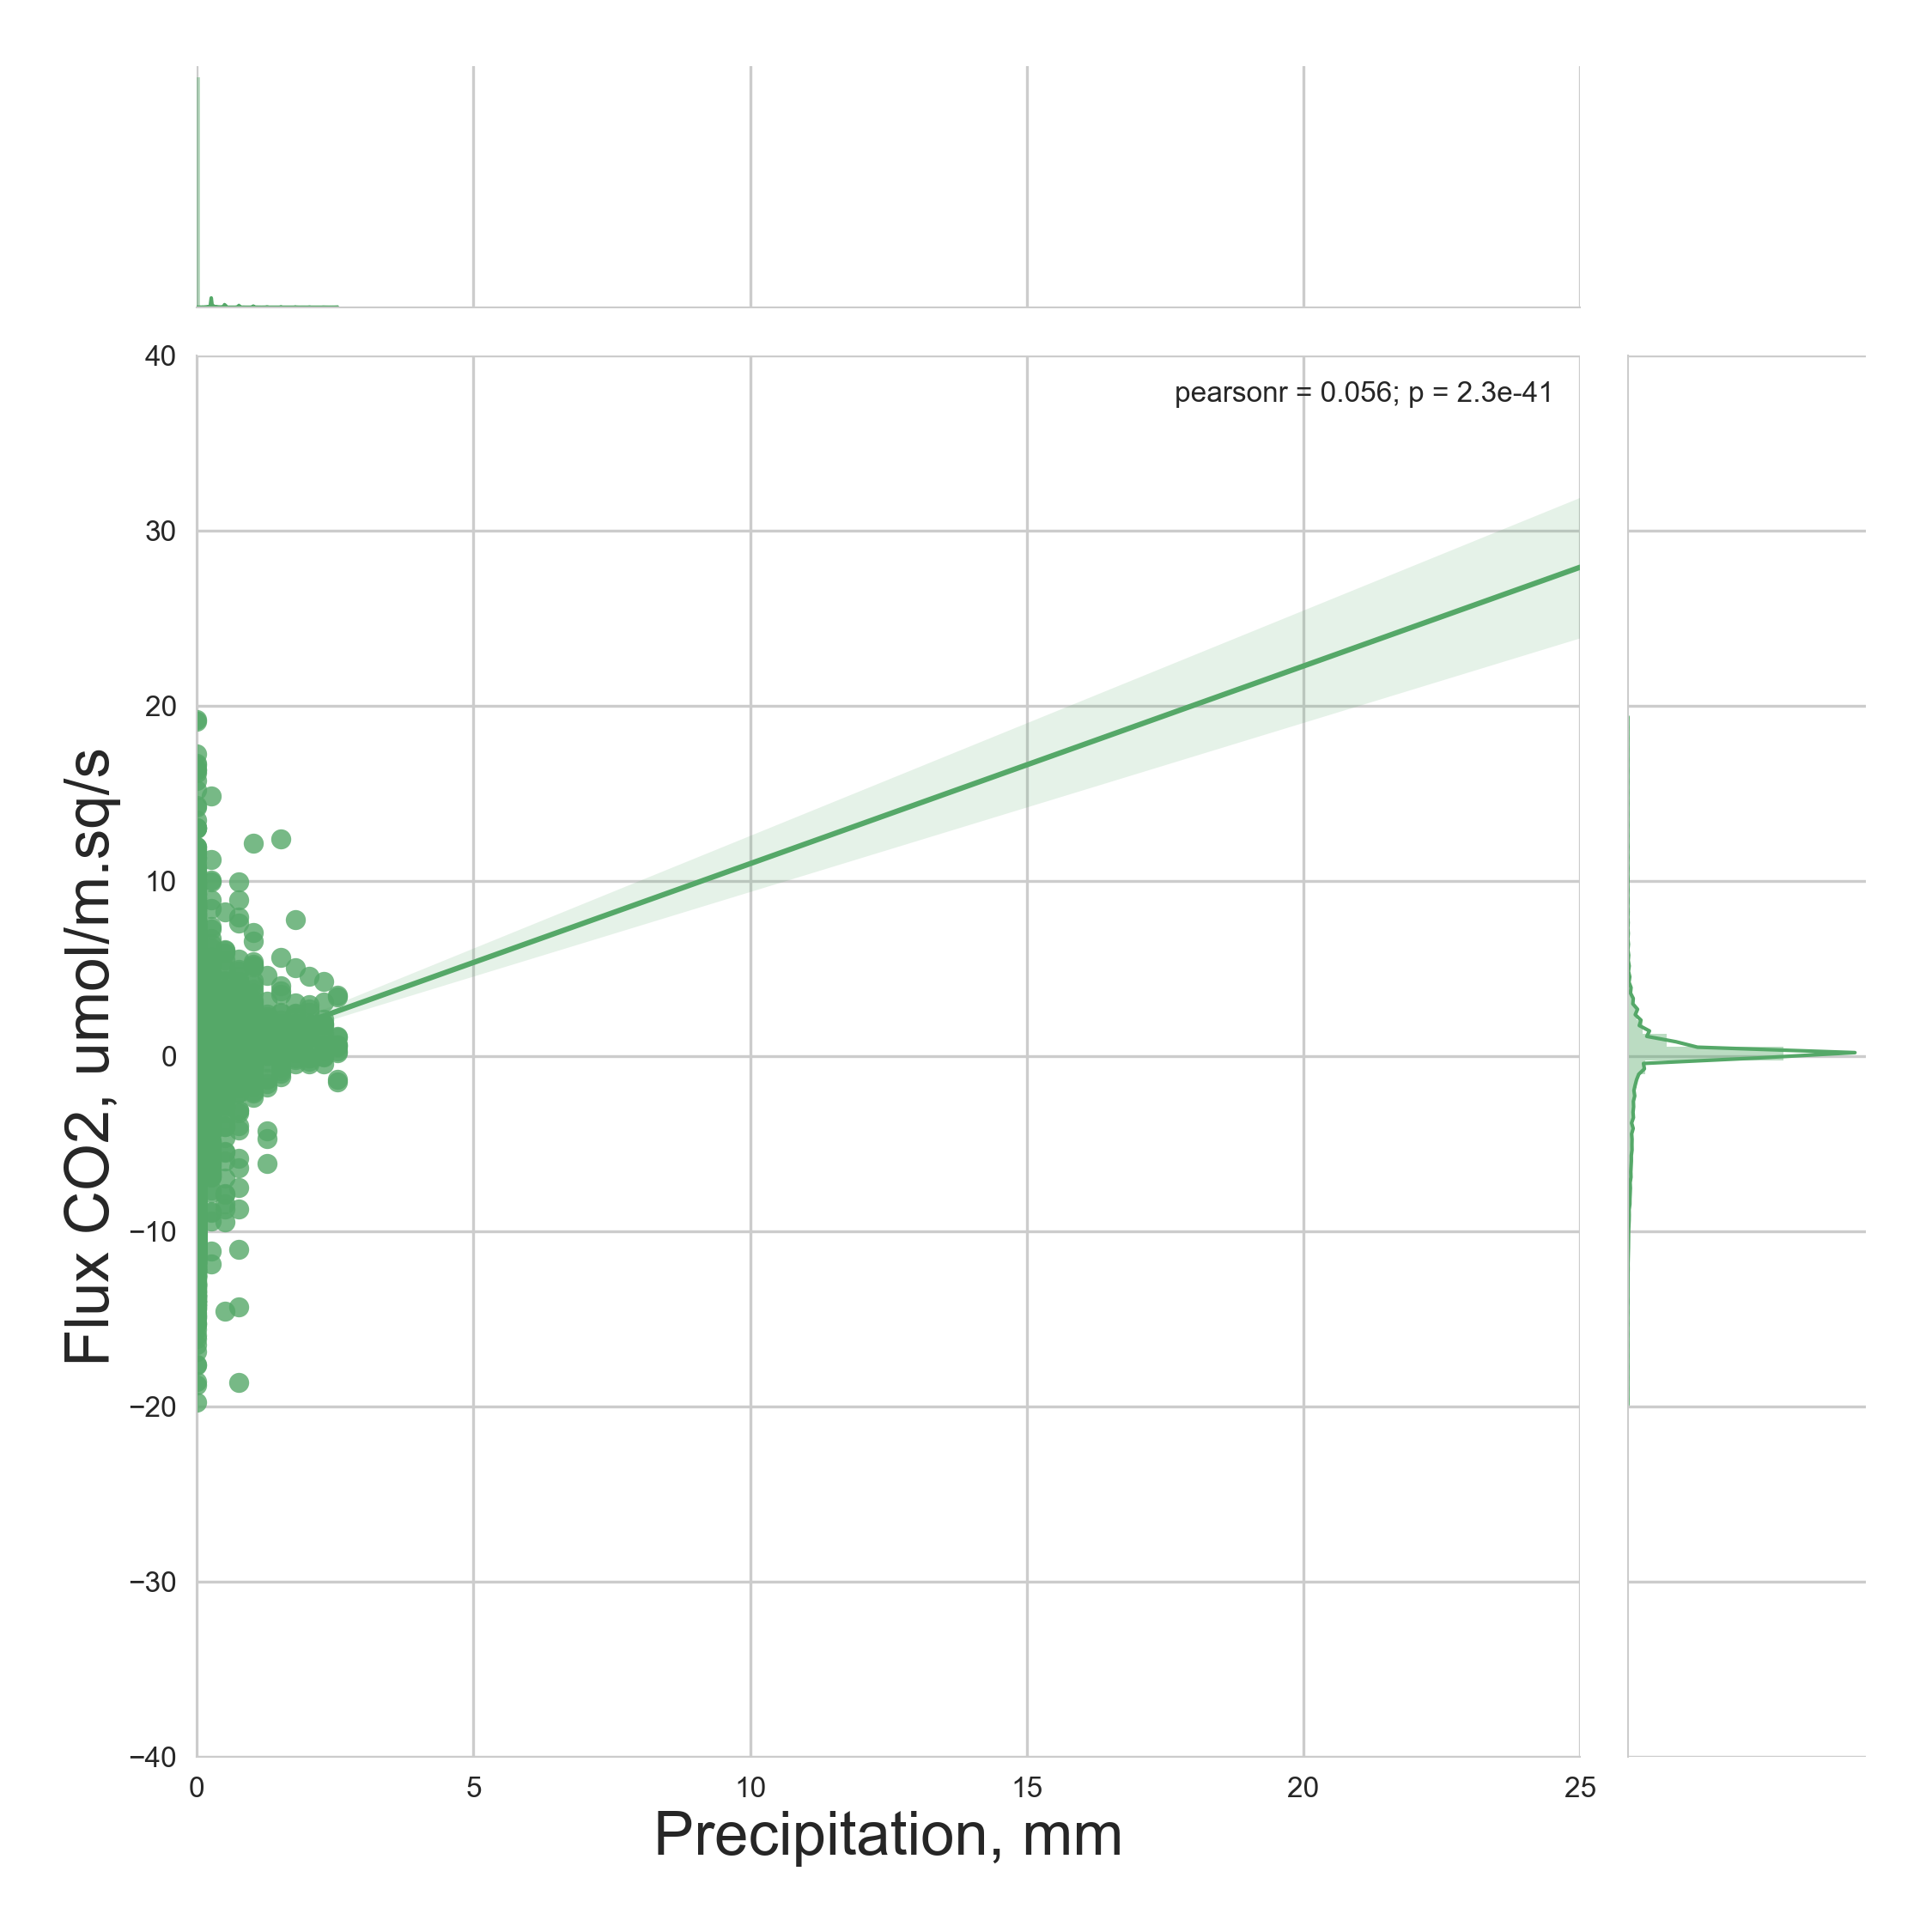 40
pearsonr = 0.056; p = 2.3e-41
30
20
10
0
−10
−20
−30
−40
Flux CO2, umol/m.sq/s
0 5 10 15 20 25
Precipitation, mm